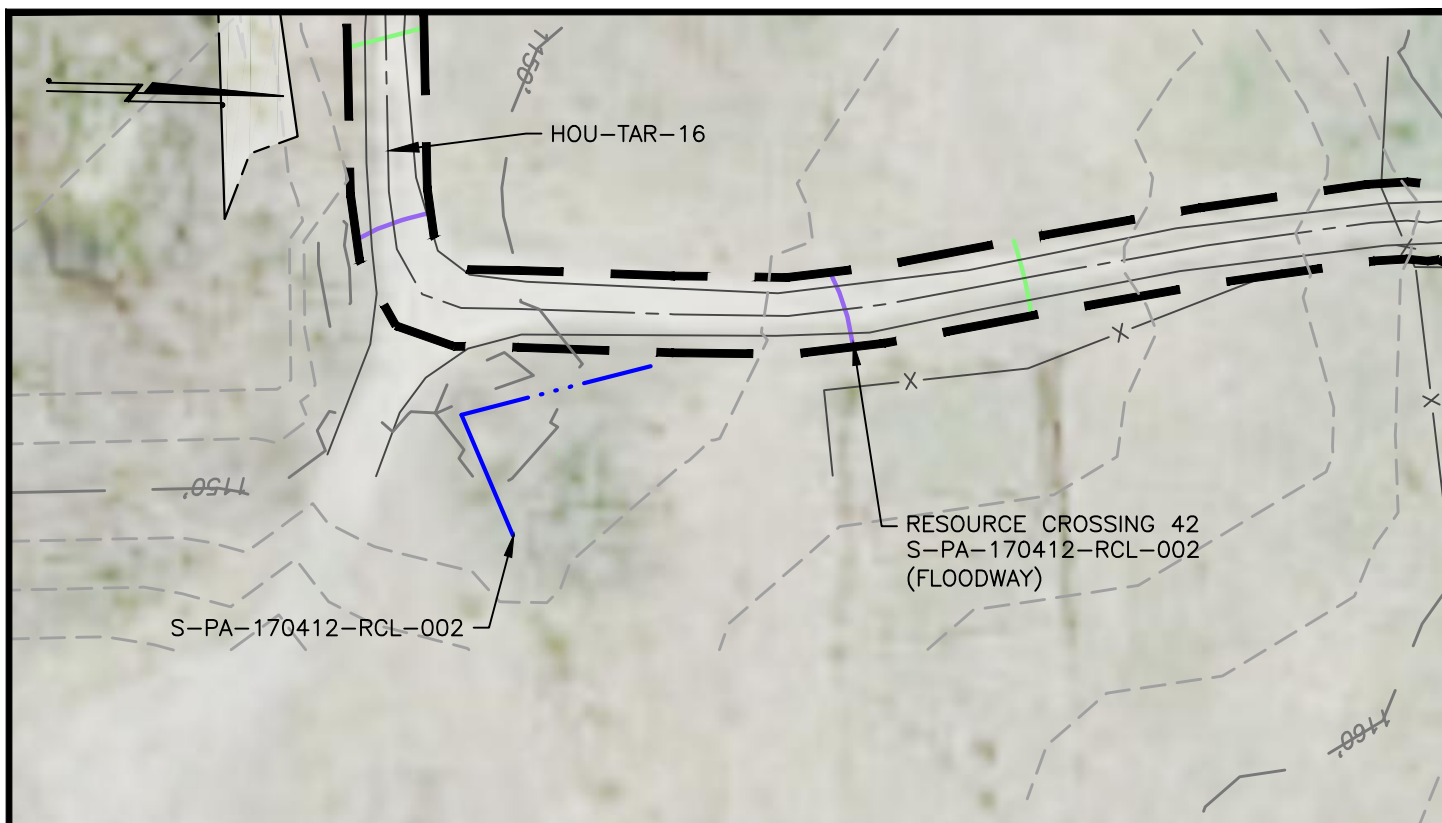 1150'
HOU-TAR-16
1150'
RESOURCE CROSSING 42
S-PA-170412-RCL-002
(FLOODWAY)
S-PA-170412-RCL-002
1160'
X
X
X
X